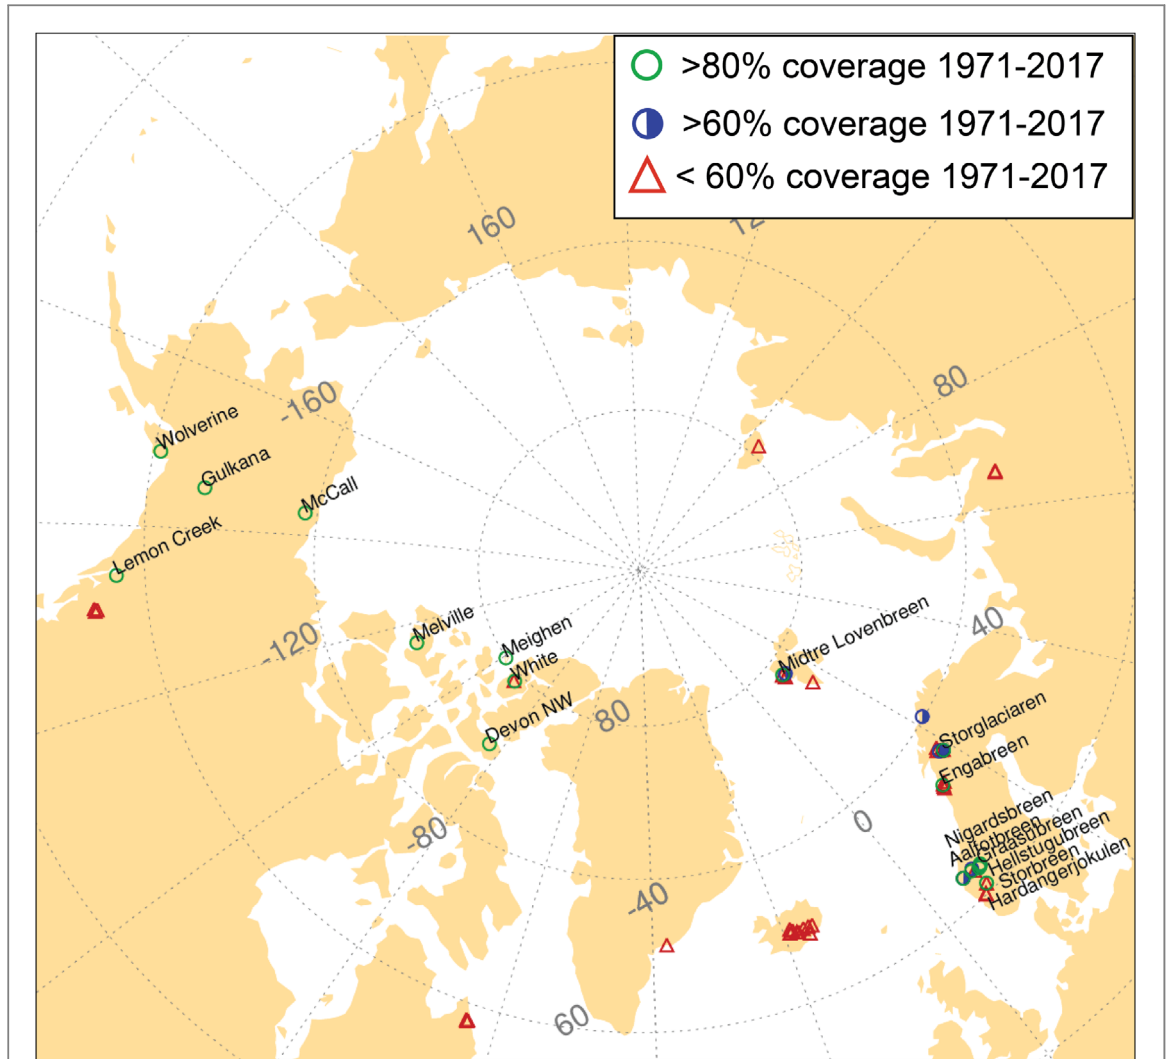 >80% coverage 1971-2017
>60% coverage 1971-2017
< 60% coverage 1971-2017
160
-160
80
Wolverine
Gulkana
McCall
Lemon Creek
-120
40
Melville
Meighen
White
Devon NW
80
Midtre Lovenbreen
Storglaciaren
Engabreen
-80
0
Nigardsbreen
Aalfotbreen
Graasubreen
Hellstugubreen
Storbreen
Hardangerjokulen
-40
60